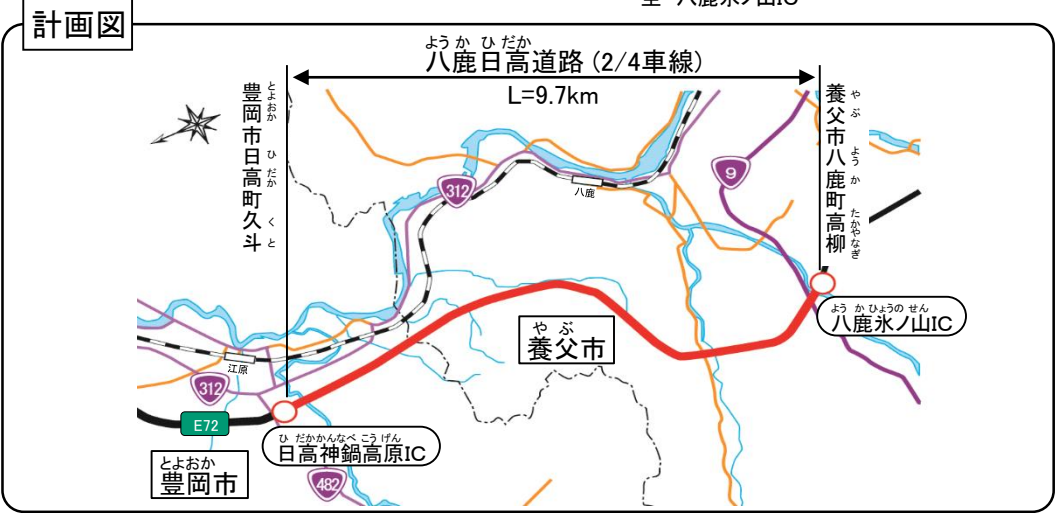 至 八鹿氷ノ山IC
計画図
ようか ひだか
八鹿日高道路 (2/4車線)
L=9.7km
豊岡市日高町久斗
とよおか ひだか くと
養父市八鹿町高柳
やぶ ようか たかやなぎ
9
312
八鹿
ようかひょうのせん
八鹿氷ノ山IC
やぶ
養父市
江原
312
E72
ひだかかんなべこうげん
日高神鍋高原IC
とよおか
豊岡市
482